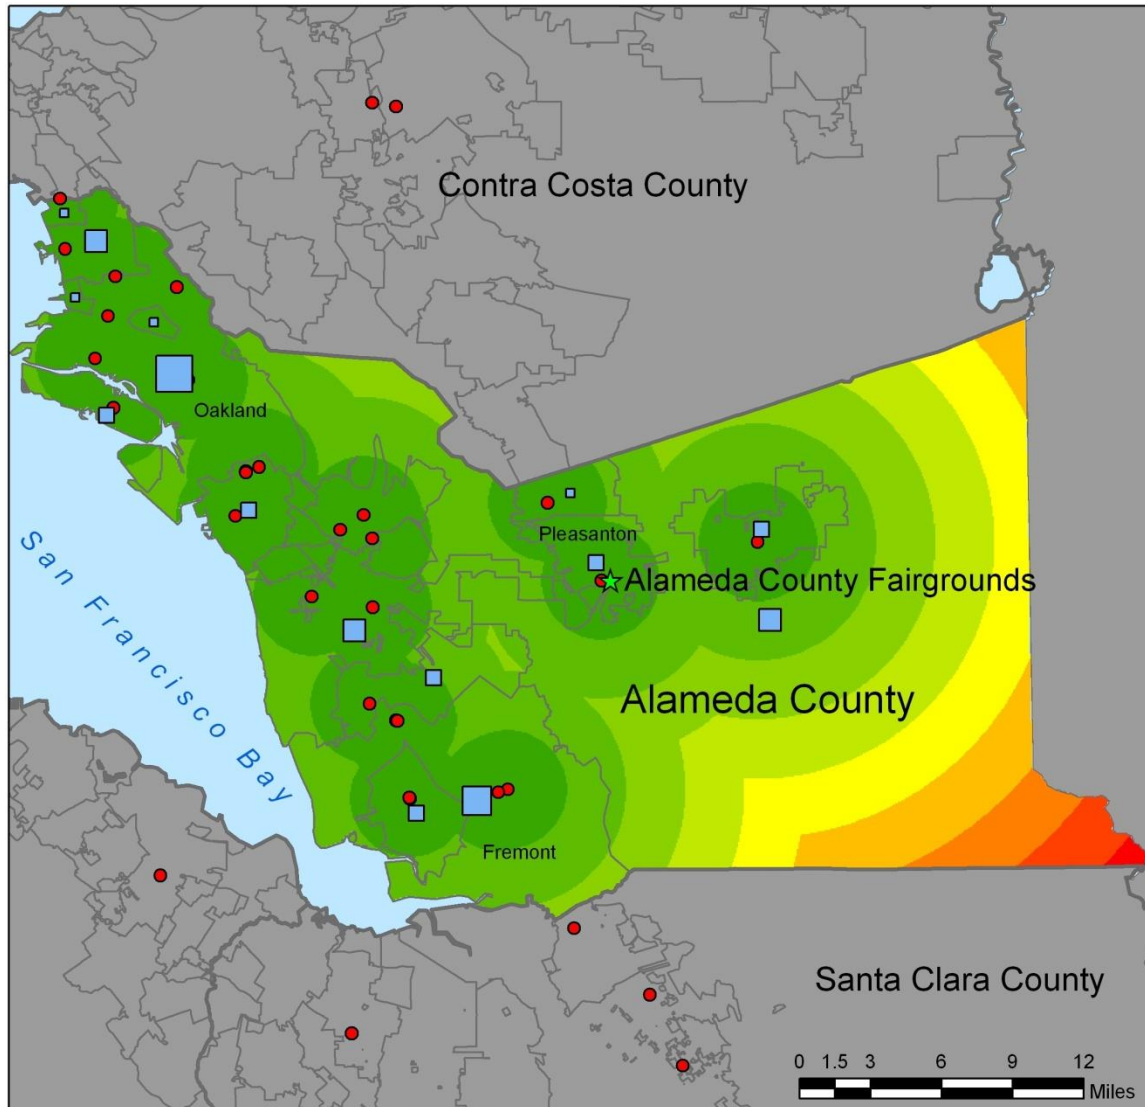 Contra Costa County
Oakland
Pleasanton
Alameda County Fairgrounds
San Francisco Bay
Alameda County
Fremont
Santa Clara County
0 1.5 3 6 9 12
Miles